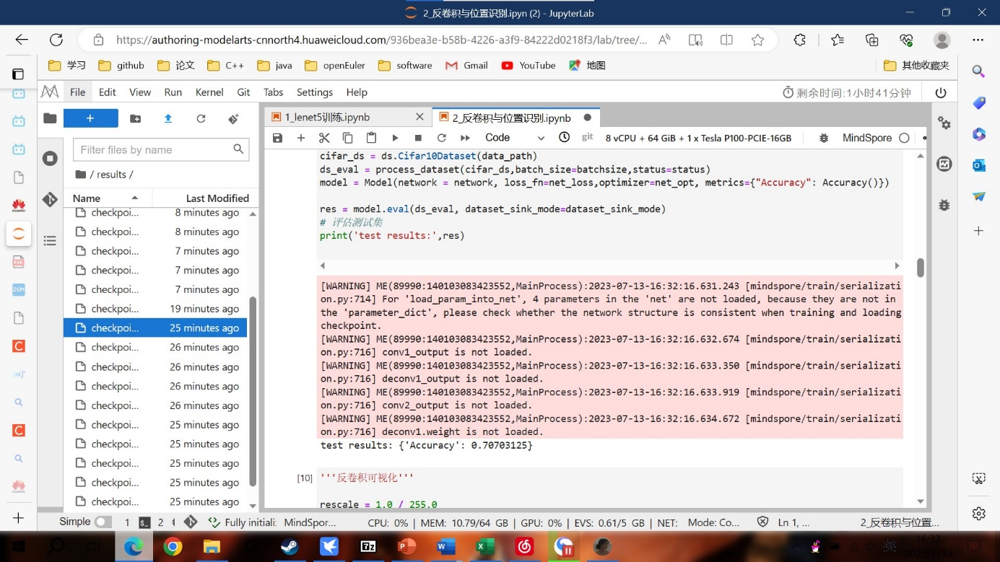 2_反卷积与位置识别.ipyn (2) - JupyterLab
https://authoring-modelarts-cnnorth4.huaweicloud.com/936bea3e-b58b-4226-a3f9-84222d0218f3/lab/tree/...
学习 github 论文 C++ java openEuler software Gmail YouTube 地图 其他收藏夹
File Edit View Run Kernel Git Tabs Settings Help 剩余时间:1小时41分钟
1_lenet5训练.ipynb 2_反卷积与位置识别.ipynb
Code git 8 vCPU + 64 GiB + 1 x Tesla P100-PCIE-16GB MindSpore
Filter files by name
/ results /
Name Last Modified
checkpoi... 8 minutes ago
checkpoi... 8 minutes ago
checkpoi... 7 minutes ago
checkpoi... 7 minutes ago
checkpoi... 7 minutes ago
checkpoi... 19 minutes ago
checkpoi... 25 minutes ago
checkpoi... 26 minutes ago
checkpoi... 26 minutes ago
checkpoi... 26 minutes ago
checkpoi... 26 minutes ago
checkpoi... 25 minutes ago
checkpoi... 25 minutes ago
checkpoi... 25 minutes ago
checkpoi... 25 minutes ago
checkpoi... 25 minutes ago
cifar_ds = ds.Cifar10Dataset(data_path)
ds_eval = process_dataset(cifar_ds,batch_size=batchsize,status=status)
model = Model(network = network, loss_fn=net_loss,optimizer=net_opt, metrics={"Accuracy": Accuracy()})
res = model.eval(ds_eval, dataset_sink_mode=dataset_sink_mode)
# 评估测试集
print('test results:',res)
[WARNING] ME(89990:140103083423552,MainProcess):2023-07-13-16:32:16.631.243 [mindspore/train/serializati
on.py:714] For 'load_param_into_net', 4 parameters in the 'net' are not loaded, because they are not in
the 'parameter_dict', please check whether the network structure is consistent when training and loading
checkpoint.
[WARNING] ME(89990:140103083423552,MainProcess):2023-07-13-16:32:16.632.674 [mindspore/train/serializati
on.py:716] conv1_output is not loaded.
[WARNING] ME(89990:140103083423552,MainProcess):2023-07-13-16:32:16.633.350 [mindspore/train/serializati
on.py:716] deconv1_output is not loaded.
[WARNING] ME(89990:140103083423552,MainProcess):2023-07-13-16:32:16.633.919 [mindspore/train/serializati
on.py:716] conv2_output is not loaded.
[WARNING] ME(89990:140103083423552,MainProcess):2023-07-13-16:32:16.634.672 [mindspore/train/serializati
on.py:716] deconv1.weight is not loaded.
test results: {'Accuracy': 0.70703125}
[10] '''反卷积可视化'''
rescale = 1.0 / 255.0
Simple 1 2 Fully initiali: MindSpor... CPU: 0% | MEM: 10.79/64 GB | GPU: 0% | EVS: 0.61/5 GB | NET: Mode: Co... Ln 1, ... 2_反卷积与位置...
16:32